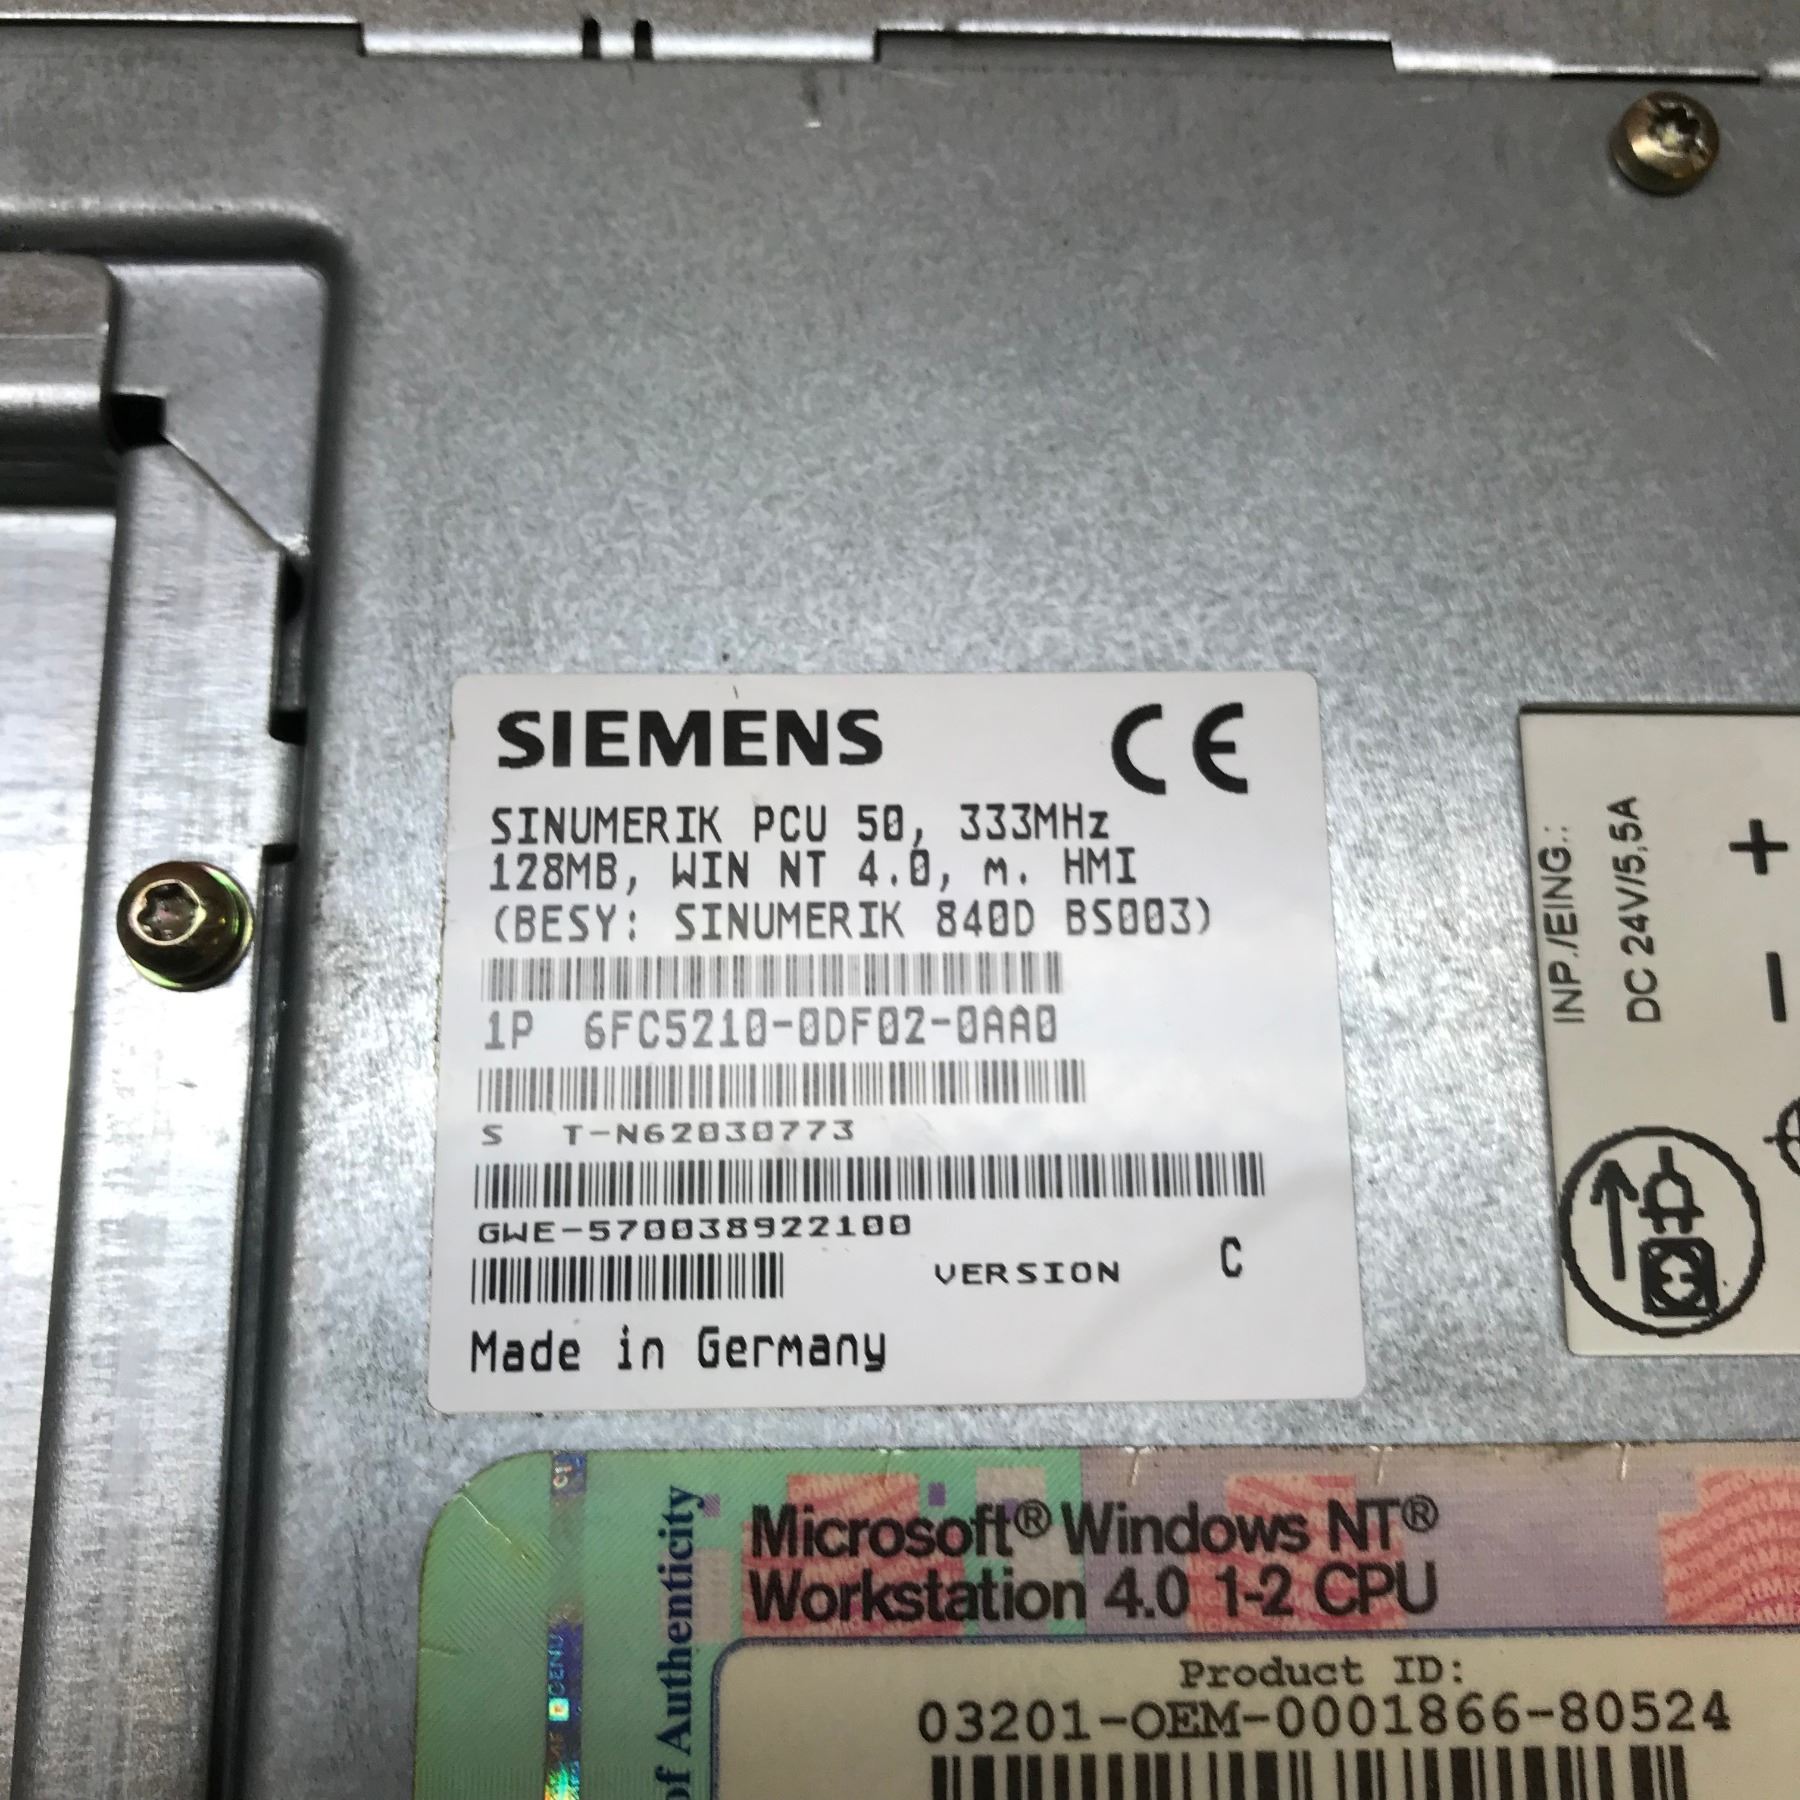 SIEMENS CE
SINUMERIK PCU 50, 333MHz
128MB, WIN NT 4.0, m. HMI
(BESY: SINUMERIK 840D BS003)
1P 6FC5210-0DF02-0AA0
S T-N62030773
GWE-570038922100
VERSION C
Made in Germany
INP./EING.:
DC 24V/5,5A
+
−
of Authenticity
Microsoft® Windows NT®
Workstation 4.0 1-2 CPU
Product ID:
03201-OEM-0001866-80524